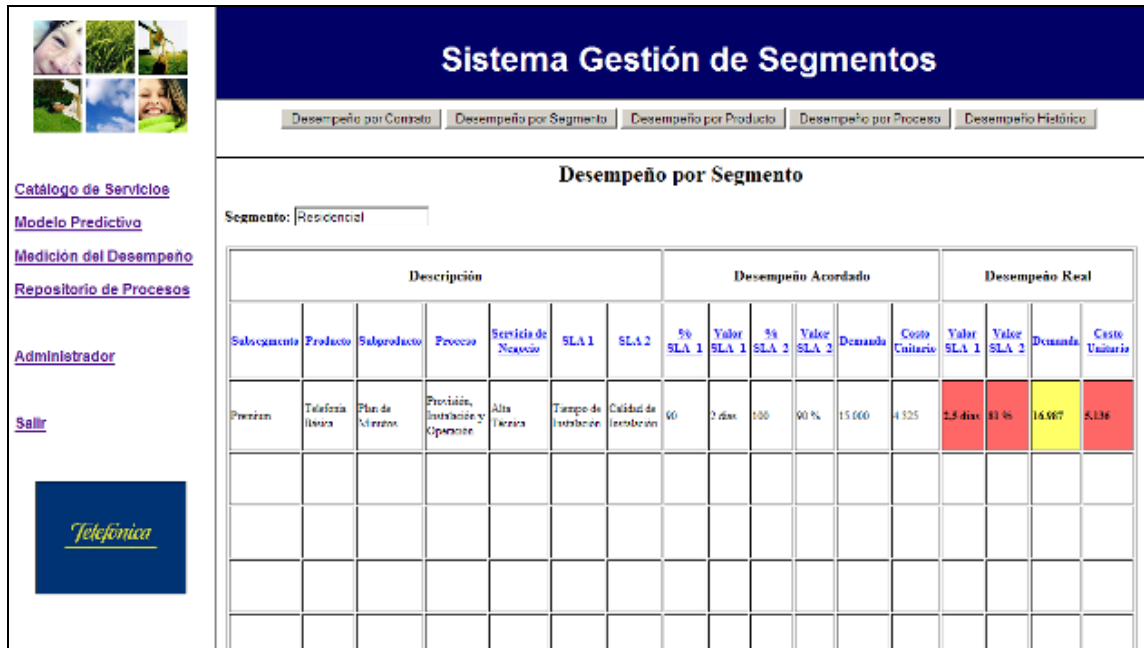 Sistema Gestión de Segmentos
Desempeño por Contrato
Desempeño por Segmento
Desempeño por Producto
Desempeño por Proceso
Desempeño Histórico
Catálogo de Servicios
Modelo Predictivo
Medición del Desempeño
Repositorio de Procesos
Administrador
Salir
Telefónica
Desempeño por Segmento
Segmento: Residencial
Descripción
Desempeño Acordado
Desempeño Real
Subsegmento
Producto
Subproducto
Proceso
Servicio de
Negocio
SLA 1
SLA 2
%
SLA 1
Valor
SLA 1
%
SLA 2
Valor
SLA 2
Demanda
Costo
Unitario
Valor
SLA 1
Valor
SLA 2
Demanda
Costo
Unitario
Premium
Telefonía
Básica
Plan de
Minutos
Provisión,
Instalación y
Operación
Alta
Técnica
Tiempo de
Instalación
Calidad de
Instalación
90
2 días
100
90 %
15.000
4.525
2,5 días
83 %
16.987
5.136